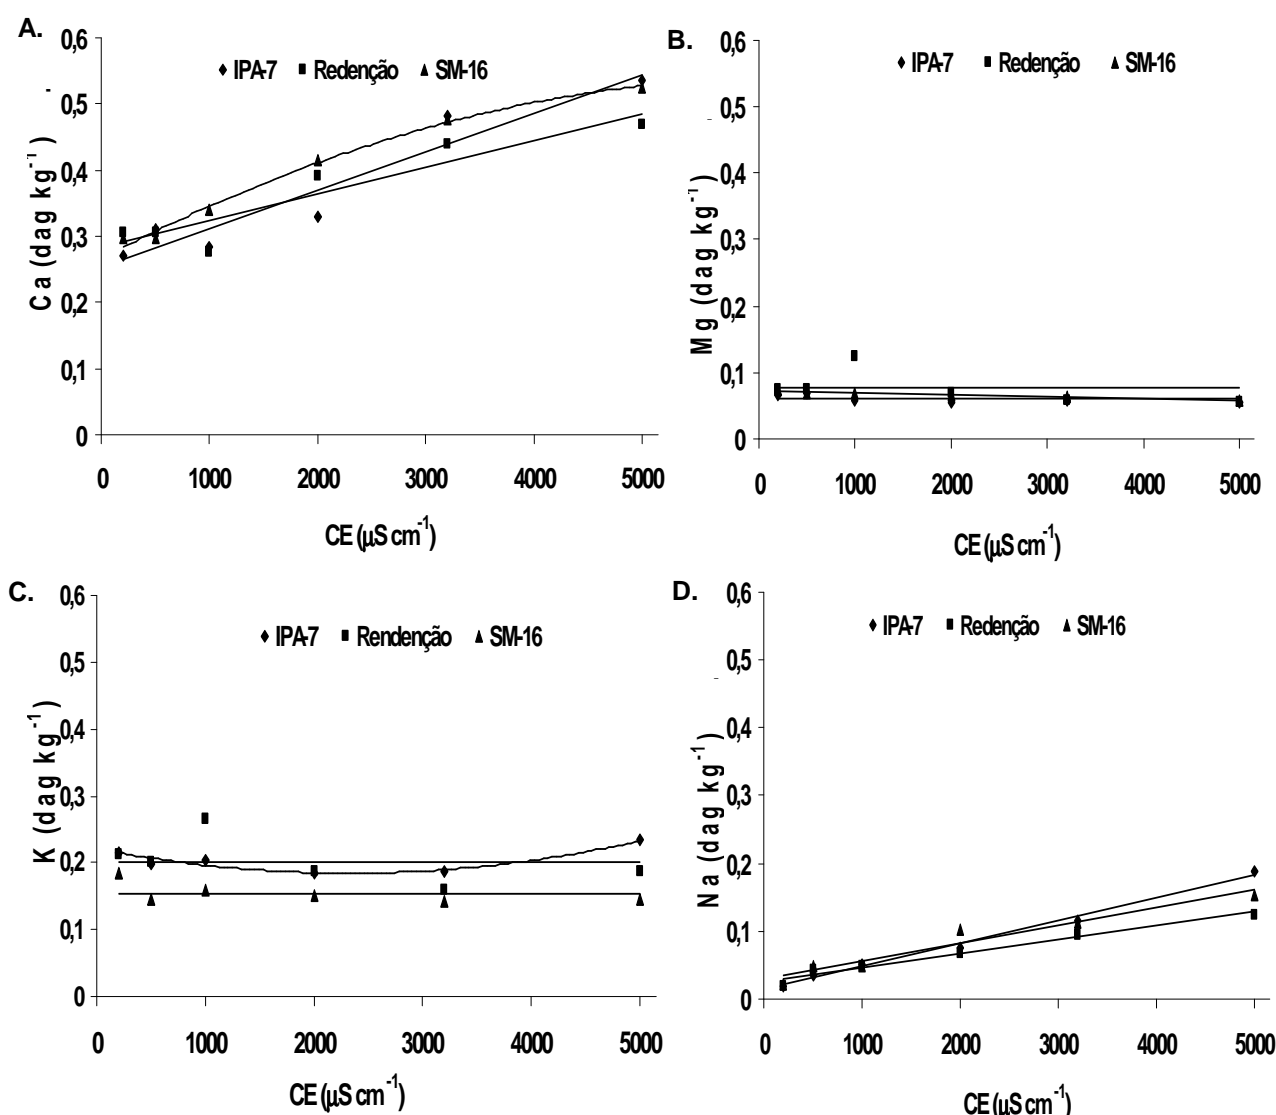 A.
0,6
0,5
0,4
0,3
0,2
0,1
0
◆ IPA-7 ■ Redenção ▲ SM-16
Ca (dag kg⁻¹)
0 1000 2000 3000 4000 5000
CE (µS cm⁻¹)
B.
0,6
0,5
0,4
0,3
0,2
0,1
0
◆ IPA-7 ■ Redenção ▲ SM-16
Mg (dag kg⁻¹)
0 1000 2000 3000 4000 5000
CE (µS cm⁻¹)
C.
0,6
0,5
0,4
0,3
0,2
0,1
0
◆ IPA-7 ■ Rendenção ▲ SM-16
K (dag kg⁻¹)
0 1000 2000 3000 4000 5000
CE (µS cm⁻¹)
D.
0,6
0,5
0,4
0,3
0,2
0,1
0
◆ IPA-7 ■ Redenção ▲ SM-16
Na (dag kg⁻¹)
0 1000 2000 3000 4000 5000
CE (µS cm⁻¹)